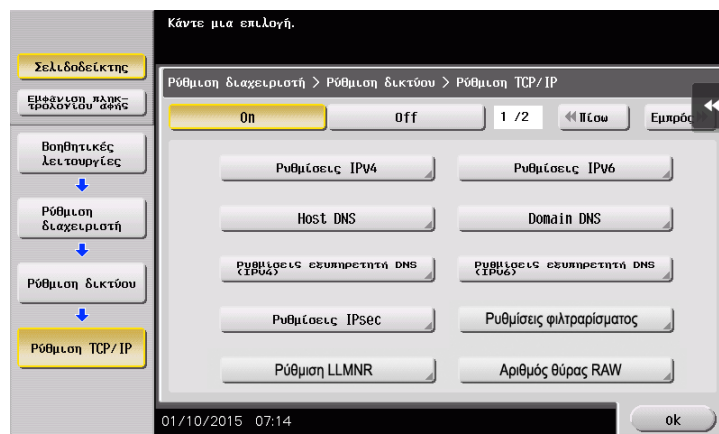 Κάντε μια επιλογή.
Σελιδοδείκτης
Ρύθμιση διαχειριστή > Ρύθμιση δικτύου > Ρύθμιση TCP/IP
Εμφάνιση πληκ-
τρολογίου αφής
On
Off
1 /2
Πίσω
Εμπρός
Βοηθητικές
λειτουργίες
Ρυθμίσεις IPV4
Ρυθμίσεις IPV6
Ρύθμιση
διαχειριστή
Host DNS
Domain DNS
Ρυθμίσεις εξυπηρετητή DNS
(IPV4)
Ρυθμίσεις εξυπηρετητή DNS
(IPV6)
Ρύθμιση δικτύου
Ρυθμίσεις IPsec
Ρυθμίσεις φιλτραρίσματος
Ρύθμιση TCP/IP
Ρύθμιση LLMNR
Αριθμός θύρας RAW
01/10/2015 07:14
ok